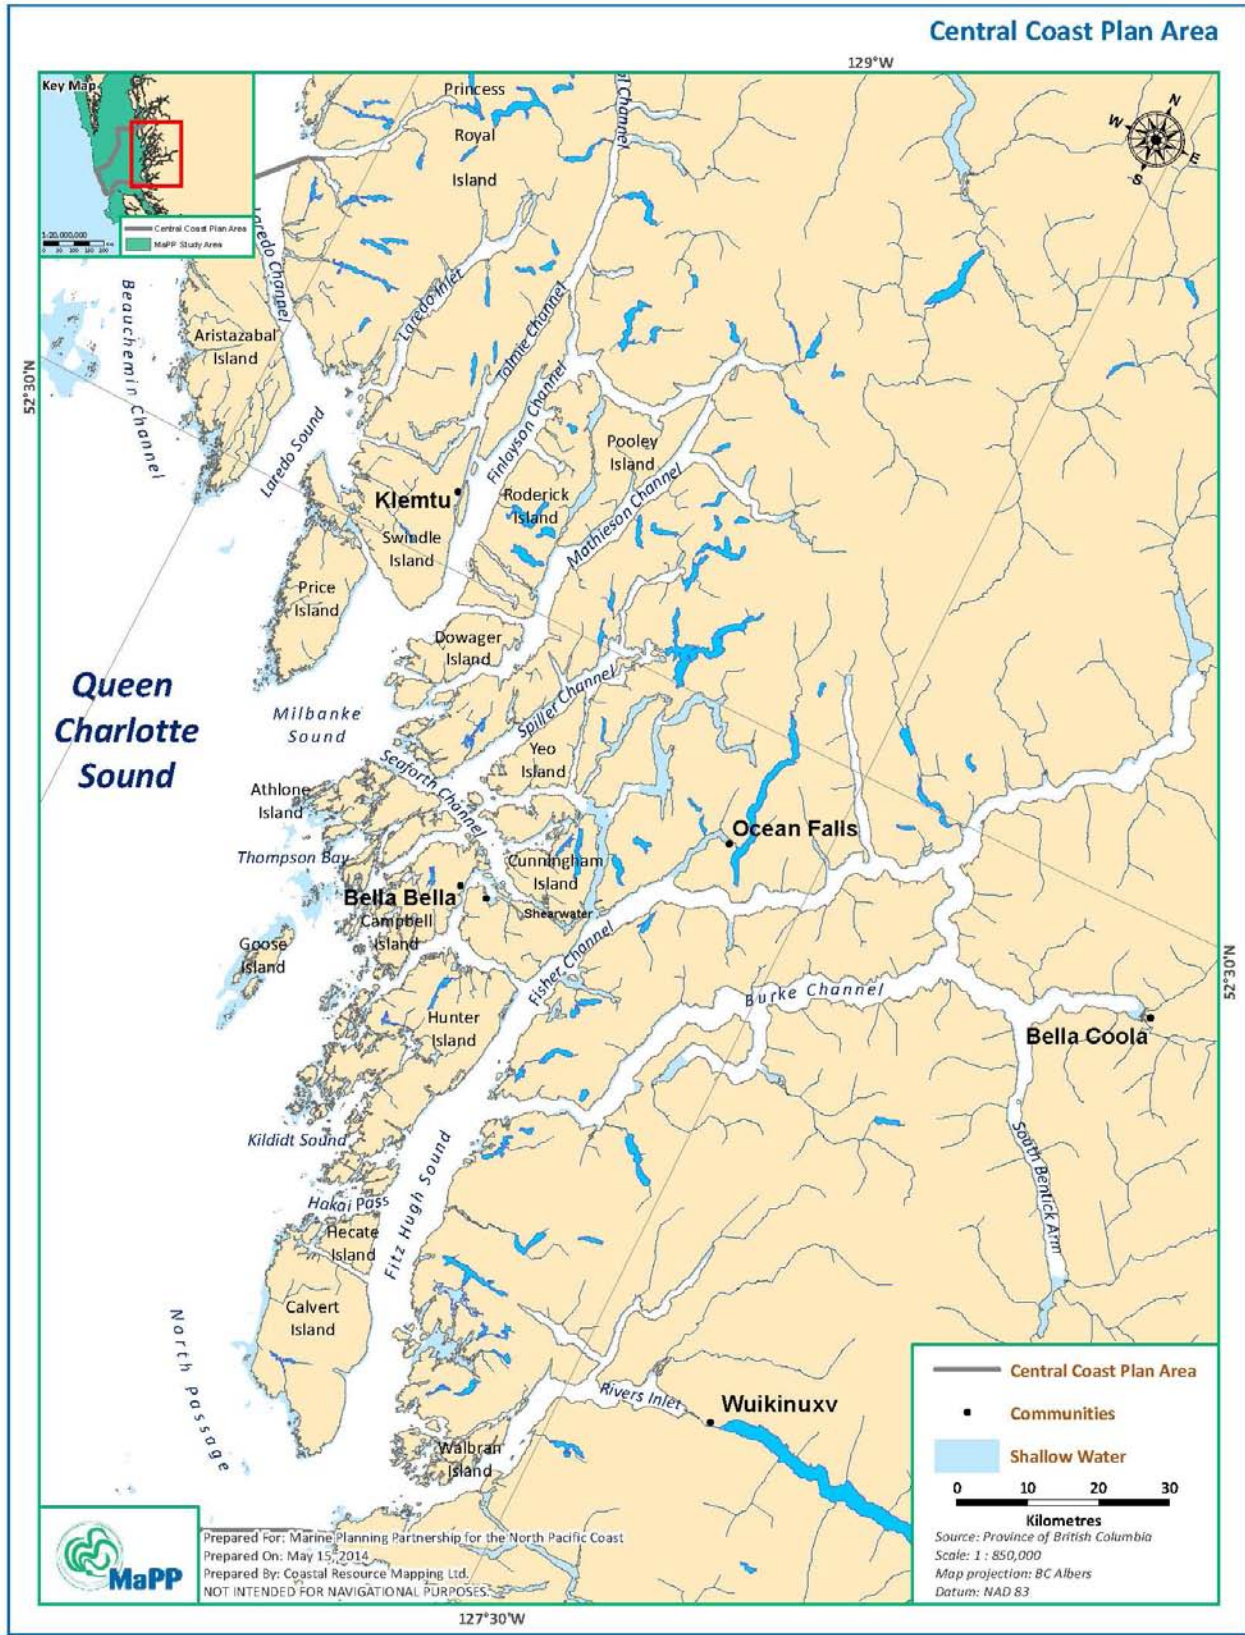 Central Coast Plan Area
129°W
Key Map
1:20,000,000
Central Coast Plan Area
MaPP Study Area
N
W
E
S
Princess
Royal
Island
al Channel
Laredo Channel
Beauchemin Channel
Laredo Inlet
Tolmie Channel
Aristazabal
Island
52°30'N
Laredo Sound
Finlayson Channel
Pooley
Island
Klemtu
Roderick
Island
Mathieson Channel
Swindle
Island
Price
Island
Dowager
Island
Queen
Charlotte
Sound
Milbanke
Sound
Spiller Channel
Seaforth Channel
Yeo
Island
Athlone
Island
Ocean Falls
Thompson Bay
Cunningham
Island
Bella Bella
Shearwater
Campbell
Island
Goose
Island
Fisher Channel
52°30'N
Burke Channel
Hunter
Island
Bella Coola
Kildidt Sound
South Bentick Arm
Fitz Hugh Sound
Hakai Pass
Hecate
Island
Calvert
Island
North Passage
Rivers Inlet
Wuikinuxv
Walbran
Island
Central Coast Plan Area
Communities
Shallow Water
0 10 20 30
Kilometres
Source: Province of British Columbia
Scale: 1 : 850,000
Map projection: BC Albers
Datum: NAD 83
MaPP
Prepared For: Marine Planning Partnership for the North Pacific Coast
Prepared On: May 15, 2014
Prepared By: Coastal Resource Mapping Ltd.
NOT INTENDED FOR NAVIGATIONAL PURPOSES.
127°30'W